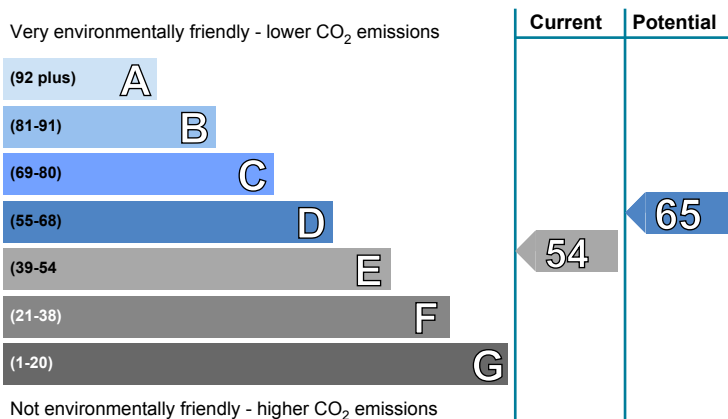 Current Potential
Very environmentally friendly - lower CO2 emissions
(92 plus) A
(81-91) B
(69-80) C
(55-68) D
65
(39-54 E
54
(21-38) F
(1-20) G
Not environmentally friendly - higher CO2 emissions